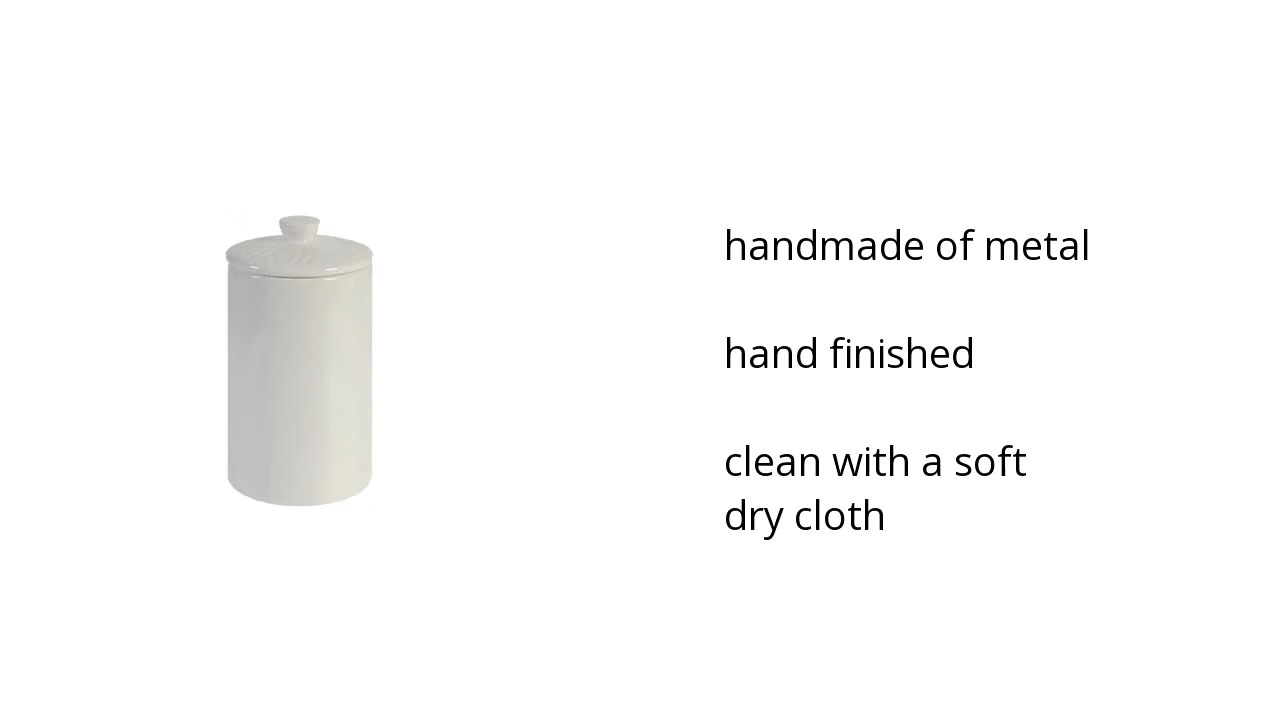 handmade of metal
hand finished
clean with a soft
dry cloth